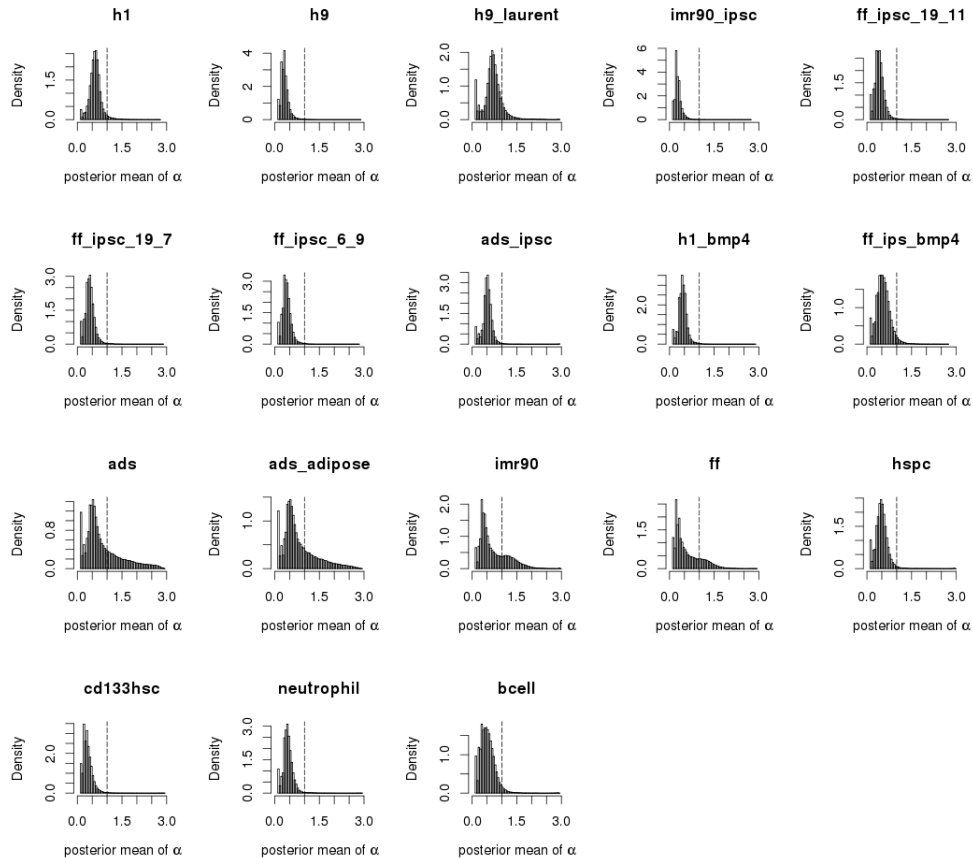 h1 h9 h9_laurent imr90_ipsc ff_ipsc_19_11
Density 0.0 1.5 Density 0 2 4 Density 0.0 1.0 2.0 Density 0 2 4 6 Density 0.0 1.5
0.0 1.5 3.0 0.0 1.5 3.0 0.0 1.5 3.0 0.0 1.5 3.0 0.0 1.5 3.0
posterior mean of α posterior mean of α posterior mean of α posterior mean of α posterior mean of α
ff_ipsc_19_7 ff_ipsc_6_9 ads_ipsc h1_bmp4 ff_ips_bmp4
Density 0.0 1.5 3.0 Density 0.0 1.5 3.0 Density 0.0 1.5 3.0 Density 0.0 2.0 Density 0.0 1.0
0.0 1.5 3.0 0.0 1.5 3.0 0.0 1.5 3.0 0.0 1.5 3.0 0.0 1.5 3.0
posterior mean of α posterior mean of α posterior mean of α posterior mean of α posterior mean of α
ads ads_adipose imr90 ff hspc
Density 0.0 0.8 Density 0.0 1.0 Density 0.0 1.0 2.0 Density 0.0 1.5 Density 0.0 1.5
0.0 1.5 3.0 0.0 1.5 3.0 0.0 1.5 3.0 0.0 1.5 3.0 0.0 1.5 3.0
posterior mean of α posterior mean of α posterior mean of α posterior mean of α posterior mean of α
cd133hsc neutrophil bcell
Density 0.0 2.0 Density 0.0 1.5 3.0 Density 0.0 1.0
0.0 1.5 3.0 0.0 1.5 3.0 0.0 1.5 3.0
posterior mean of α posterior mean of α posterior mean of α